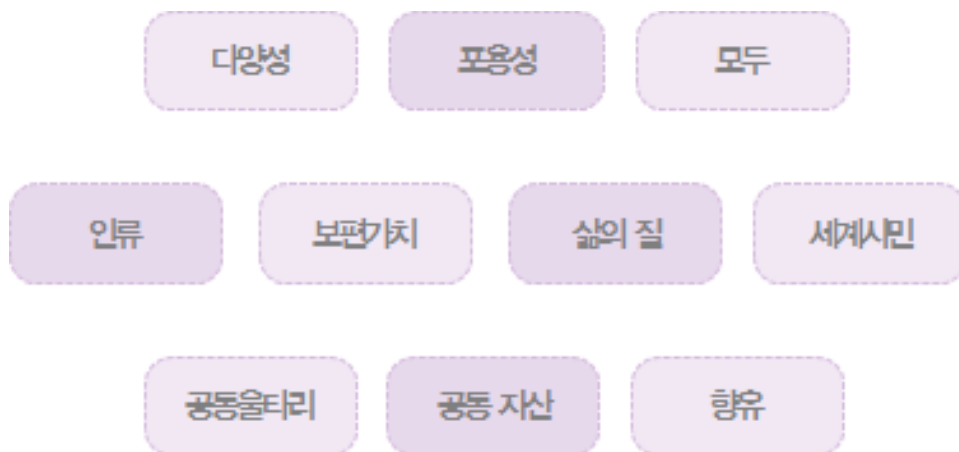 다양성 포용성 모두
인류 보편가치 삶의 질 세계시민
공동울타리 공동 자산 향유